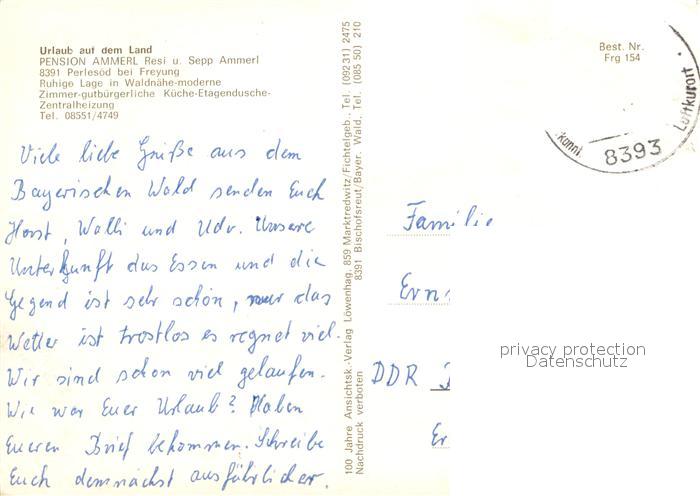 Urlaub auf dem Land
PENSION AMMERL Resi u. Sepp Ammerl
8391 Perlesöd bei Freyung
Ruhige Lage in Waldnähe-moderne
Zimmer-gutbürgerliche Küche-Etagendusche-
Zentralheizung
Tel. 08551/4749
Viele liebe Grüße aus dem
Bayerischen Wald senden Euch
Horst, Walli und Udo. Unsere
Unterkunft das Essen und die
Gegend ist sehr schön, nur das
Wetter ist trostlos es regnet viel.
Wir sind schon viel gelaufen.
Wie war Euer Urlaub? Haben
Eueren Brief bekommen. Schreibe
Euch demnächst ausführlicher.
100 Jahre Ansichtsk.-Verlag Löwenhag, 859 Marktredwitz/Fichtelgeb., Tel. (09231) 2475
8391 Bischofsreut/Bayer. Wald, Tel. (08550) 210
Nachdruck verboten
Best. Nr.
Frg 154
Luftkurort
8393
Familie
Ern
DDR
Er
privacy protection
Datenschutz